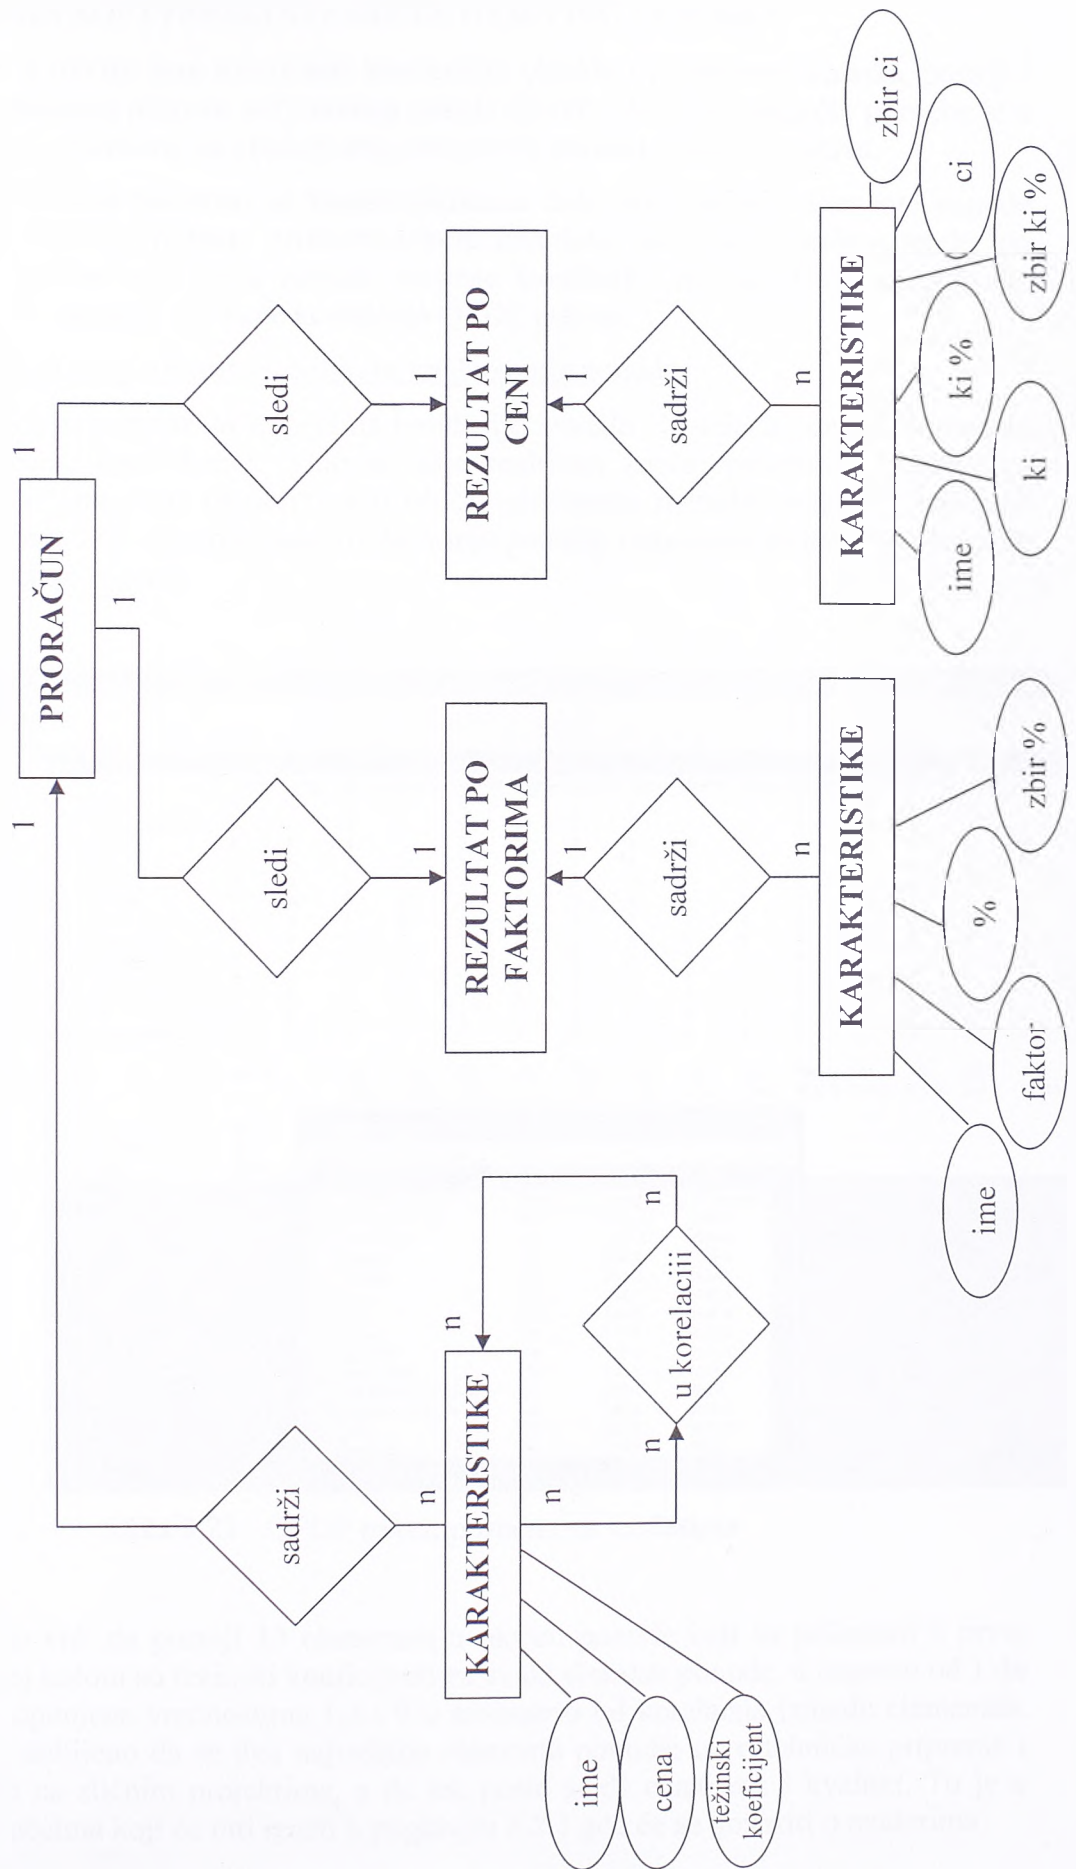 1
1
PRORAČUN
1
sadrži
sledi
sledi
n
1
1
KARAKTERISTIKE
n
n
REZULTAT PO
FAKTORIMA
REZULTAT PO
CENI
n
n
u korelaciji
1
1
sadrži
sadrži
n
n
ime
cena
težinski
koeficijent
KARAKTERISTIKE
KARAKTERISTIKE
ime
faktor
%
zbir %
ime
ki
ki %
zbir ki %
ci
zbir ci